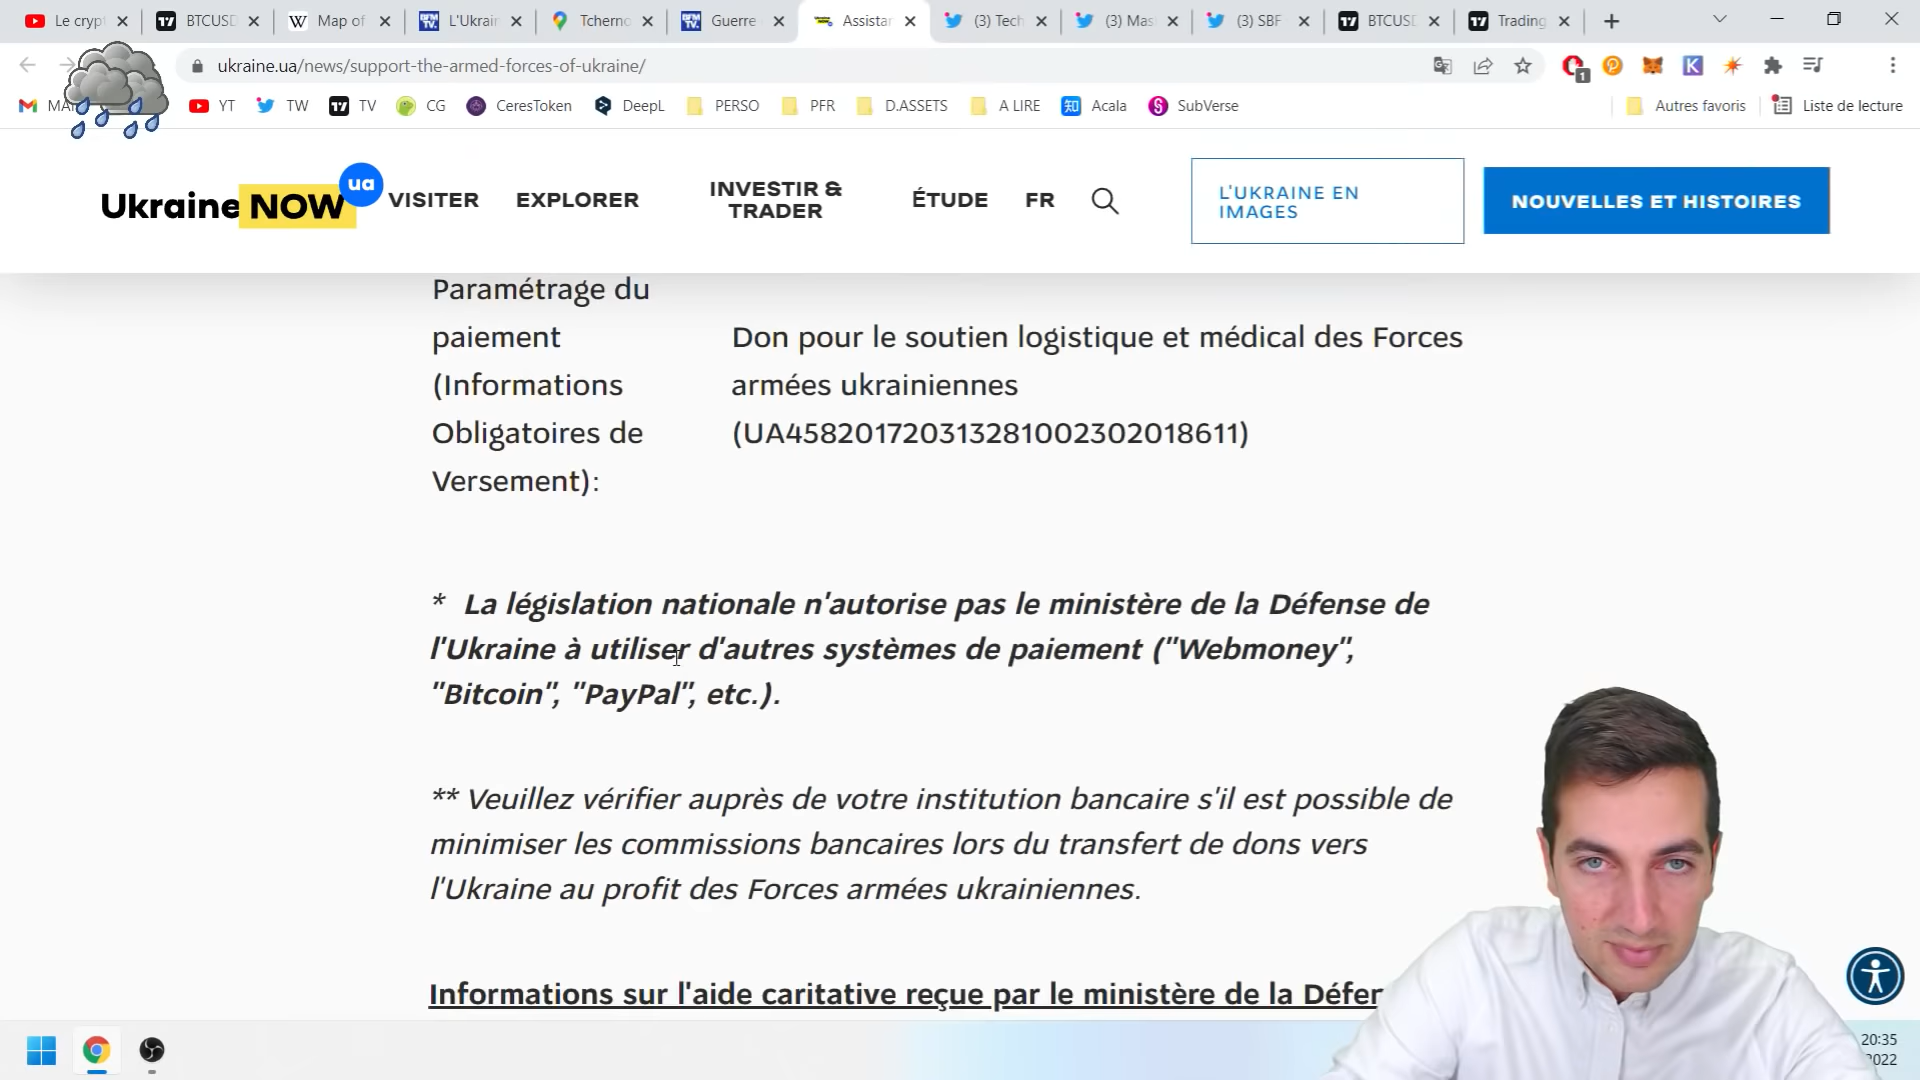 Le crypt
BTCUSD
Map of
L'Ukrain
Tcherno
Guerre
Assistan
(3) Tech
(3) Mas
(3) SBF
BTCUSD
Trading
ukraine.ua/news/support-the-armed-forces-of-ukraine/
YT
TW
TV
CG
CeresToken
DeepL
PERSO
PFR
D.ASSETS
A LIRE
Acala
SubVerse
Autres favoris
Liste de lecture
Ukraine NOW ua
VISITER
EXPLORER
INVESTIR &
TRADER
ÉTUDE
FR
L'UKRAINE EN
IMAGES
NOUVELLES ET HISTOIRES
Paramétrage du
paiement
(Informations
Obligatoires de
Versement):
Don pour le soutien logistique et médical des Forces
armées ukrainiennes
(UA458201720313281002302018611)
* La législation nationale n'autorise pas le ministère de la Défense de
l'Ukraine à utiliser d'autres systèmes de paiement ("Webmoney",
"Bitcoin", "PayPal", etc.).
** Veuillez vérifier auprès de votre institution bancaire s'il est possible de
minimiser les commissions bancaires lors du transfert de dons vers
l'Ukraine au profit des Forces armées ukrainiennes.
Informations sur l'aide caritative reçue par le ministère de la Défen
20:35
2022